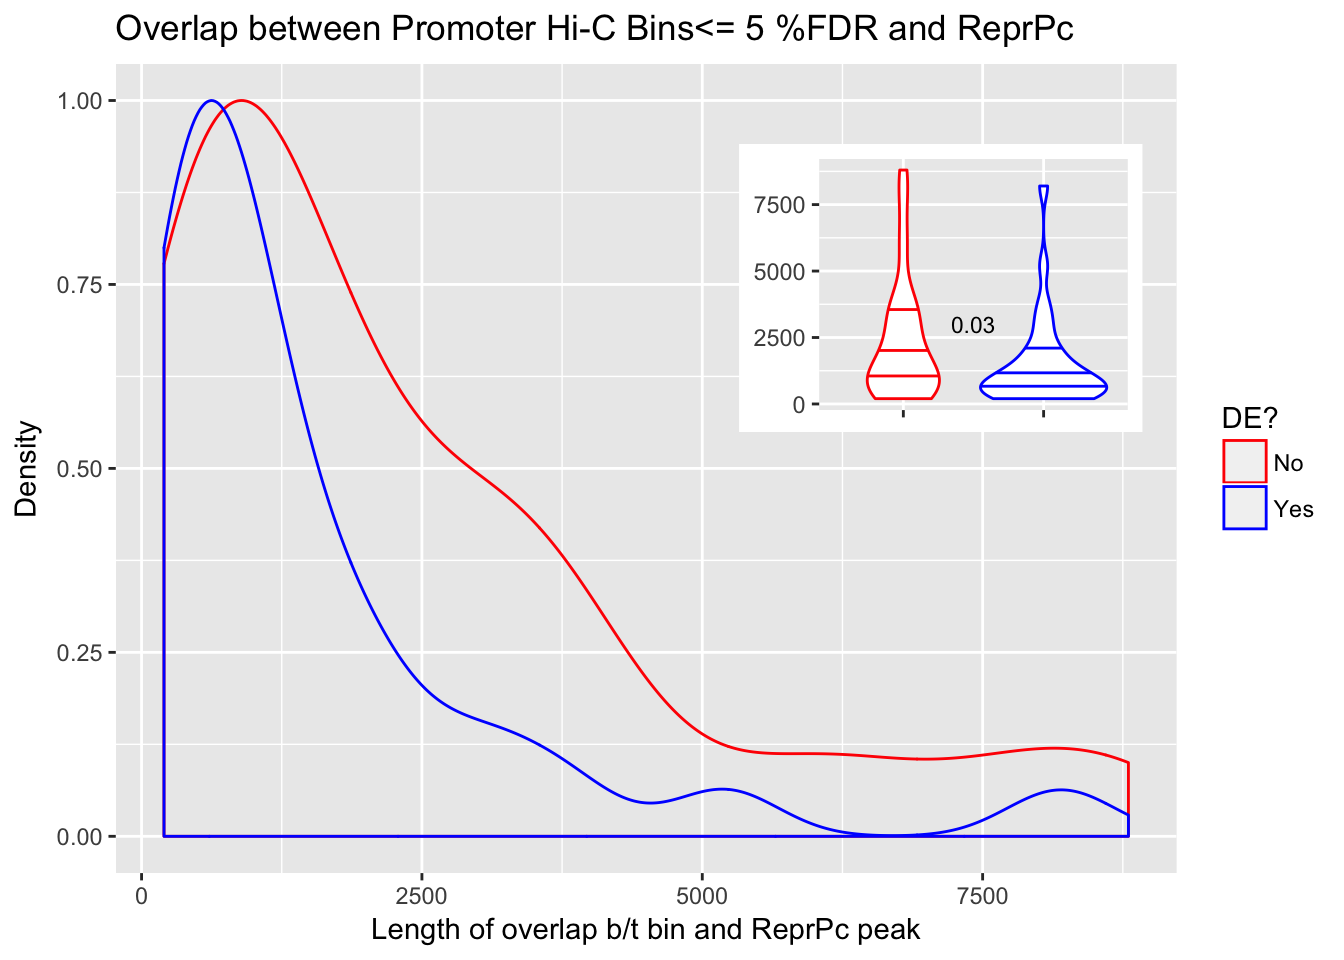 Overlap between Promoter Hi-C Bins<= 5 %FDR and ReprPc
Density
1.00
0.75
0.50
0.25
0.00
0
2500
5000
7500
Length of overlap b/t bin and ReprPc peak
7500
5000
2500
0
0.03
DE?
No
Yes